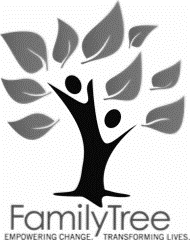 FamilyTree
EMPOWERING CHANGE. TRANSFORMING LIVES.